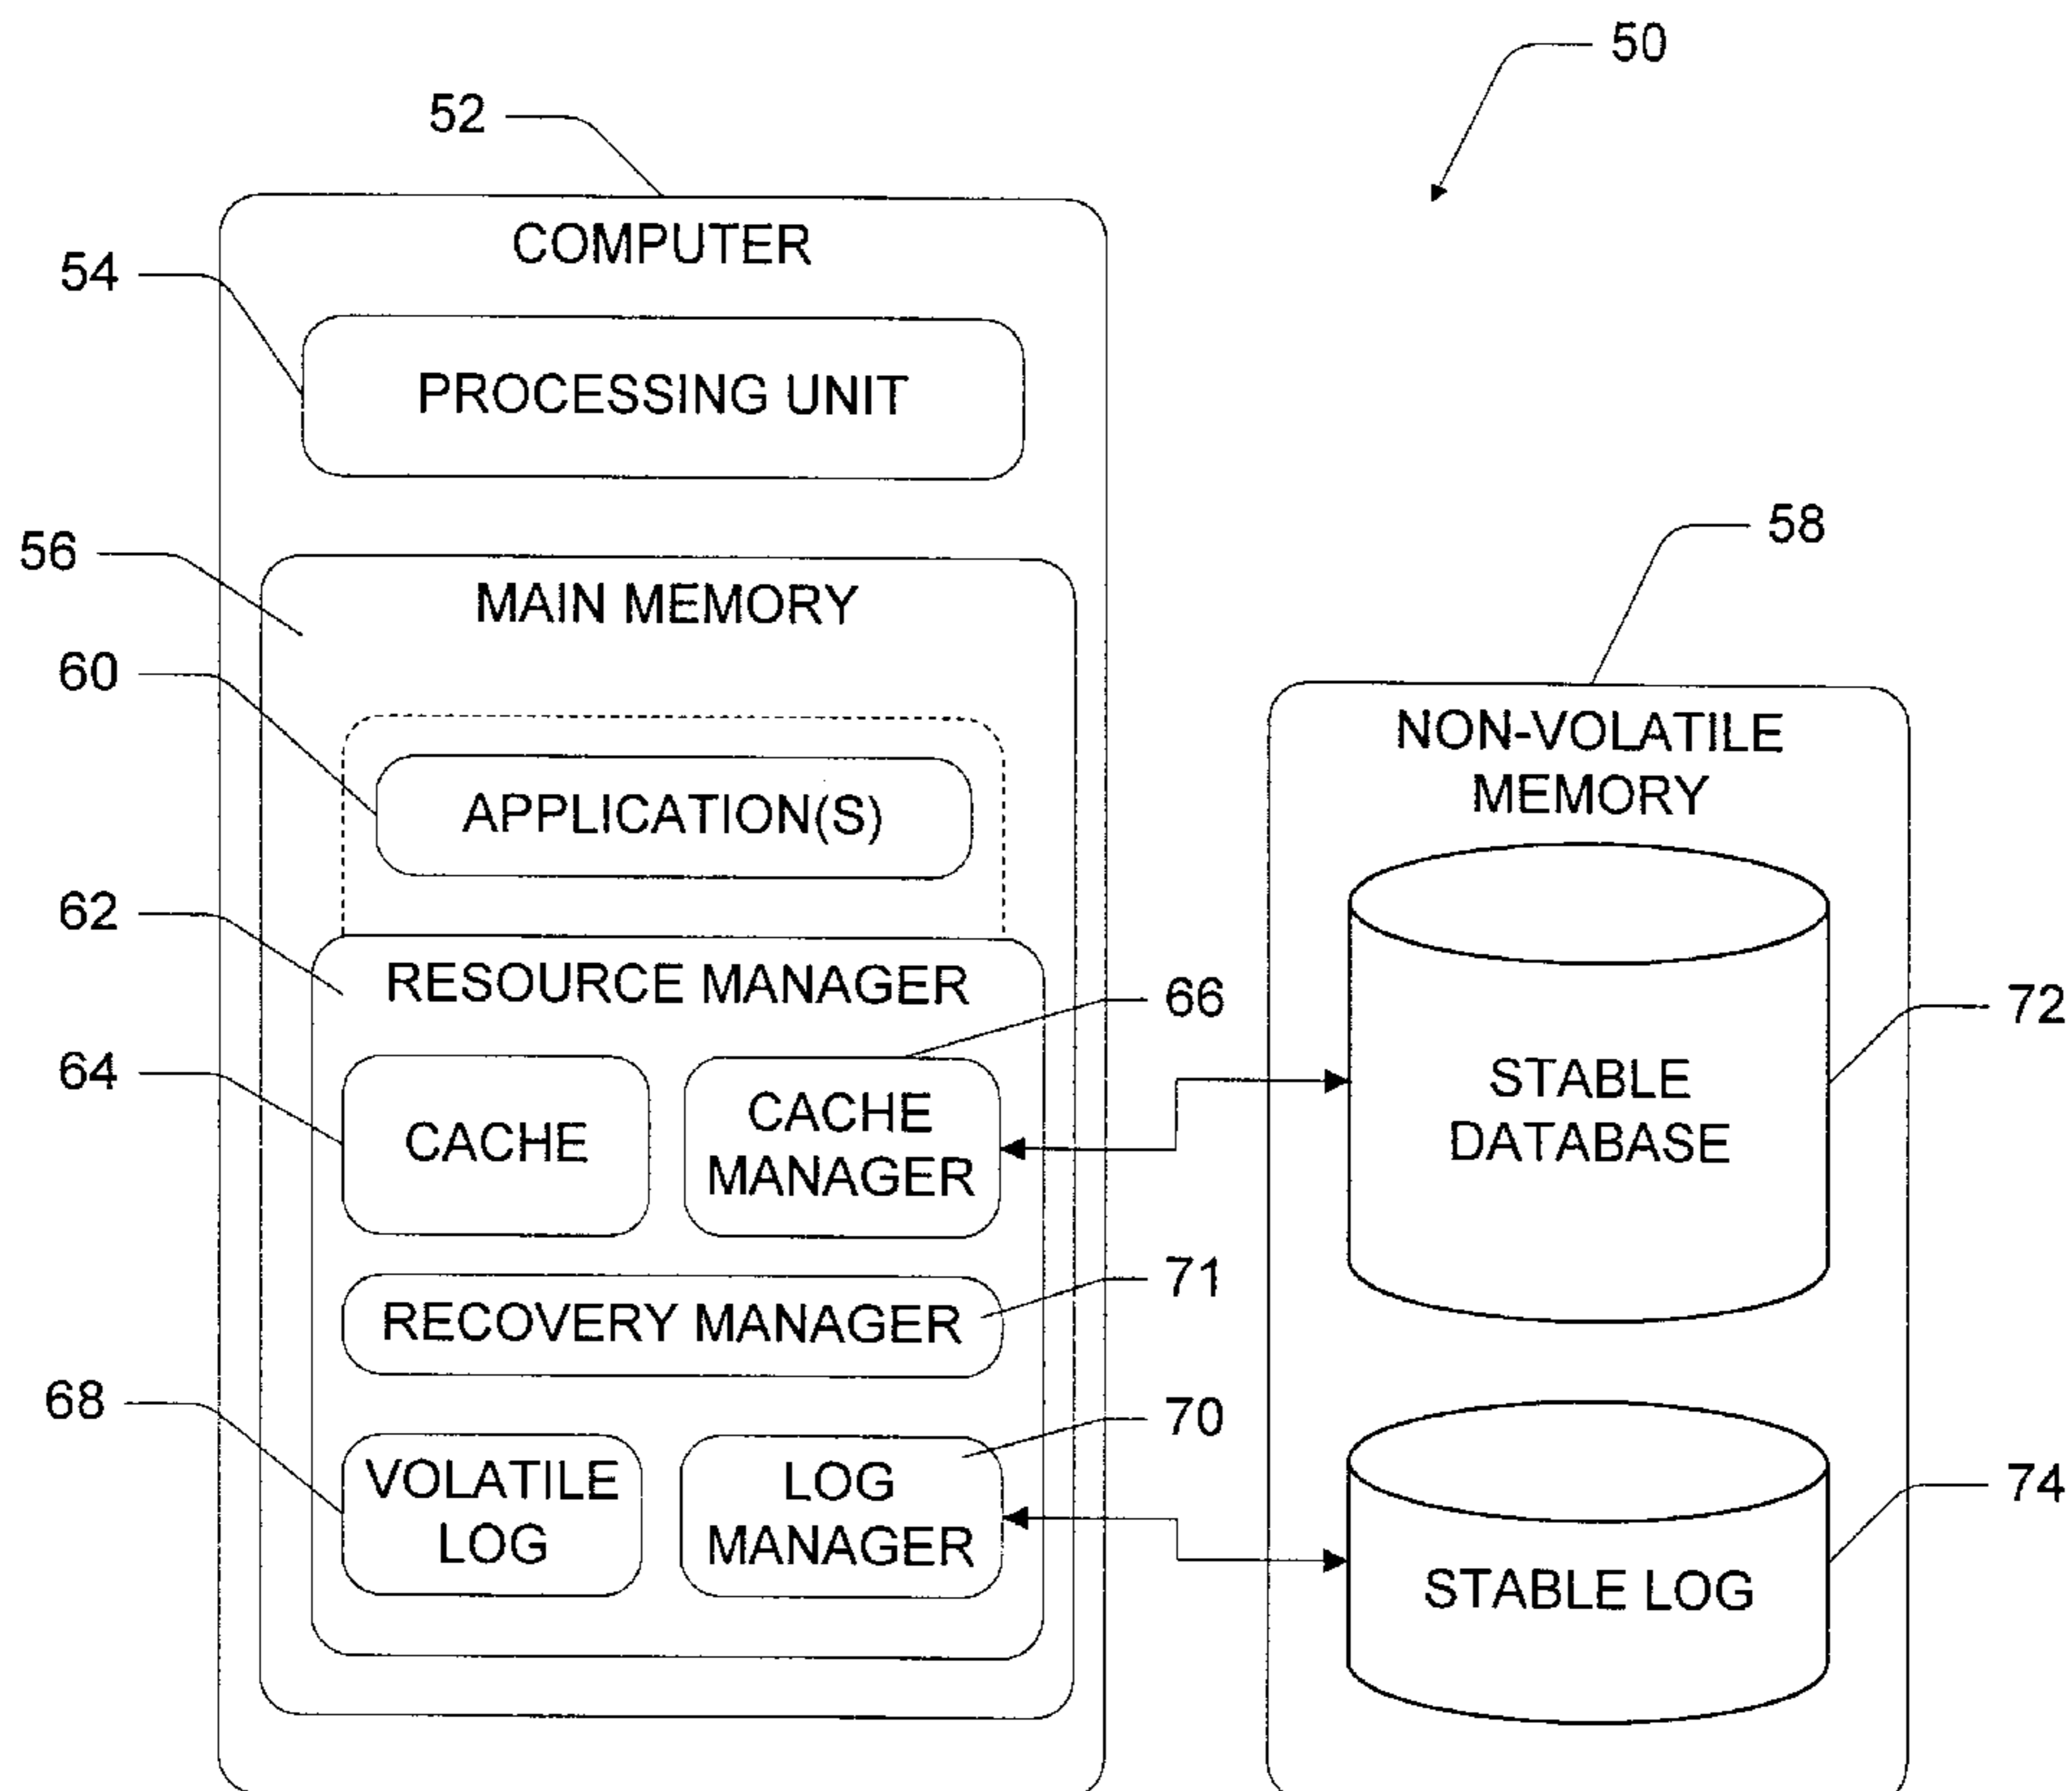 50
52
COMPUTER
54
PROCESSING UNIT
56
MAIN MEMORY
58
60
APPLICATION(S)
NON-VOLATILE
MEMORY
62
RESOURCE MANAGER
66
72
64
CACHE
CACHE
MANAGER
STABLE
DATABASE
71
RECOVERY MANAGER
68
70
VOLATILE
LOG
LOG
MANAGER
74
STABLE LOG